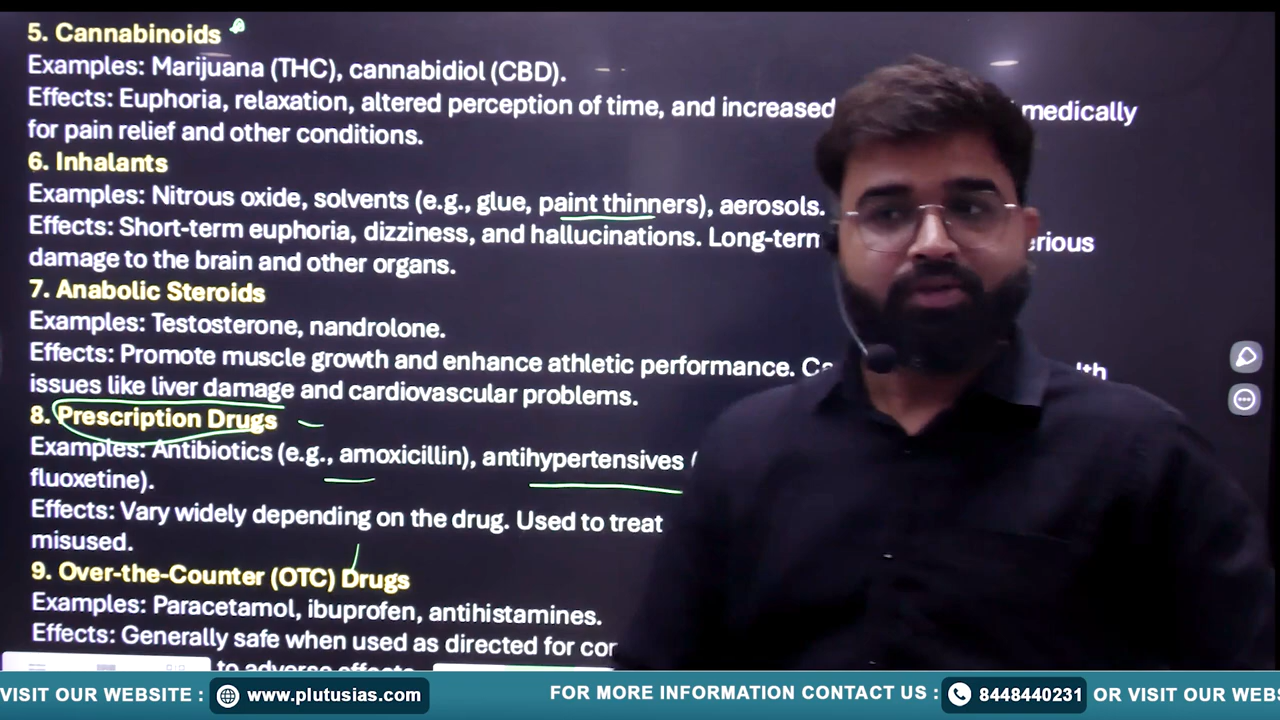 5. Cannabinoids
Examples: Marijuana (THC), cannabidiol (CBD).
Effects: Euphoria, relaxation, altered perception of time, and increased medically
for pain relief and other conditions.
6. Inhalants
Examples: Nitrous oxide, solvents (e.g., glue, paint thinners), aerosols.
Effects: Short-term euphoria, dizziness, and hallucinations. Long-term
damage to the brain and other organs.
7. Anabolic Steroids
Examples: Testosterone, nandrolone.
Effects: Promote muscle growth and enhance athletic performance.
issues like liver damage and cardiovascular problems.
8. Prescription Drugs
Examples: Antibiotics (e.g., amoxicillin), antihypertensives (
fluoxetine).
Effects: Vary widely depending on the drug. Used to treat
misused.
9. Over-the-Counter (OTC) Drugs
Examples: Paracetamol, ibuprofen, antihistamines.
Effects: Generally safe when used as directed for
to adverse effects.
VISIT OUR WEBSITE : www.plutusias.com FOR MORE INFORMATION CONTACT US : 8448440231 OR VISIT OUR WEBS